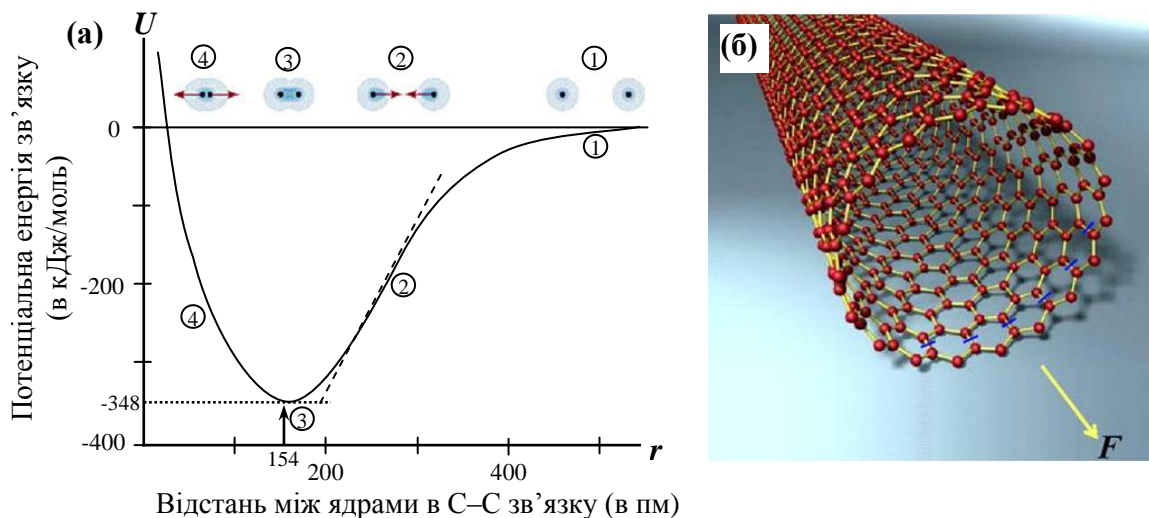 (а)
U
(б)
④
③
②
①
0
①
-200
②
④
-348
③
-400
154
200
400
r
F
Потенціальна енергія зв’язку
(в кДж/моль)
Відстань між ядрами в С–С зв’язку (в пм)